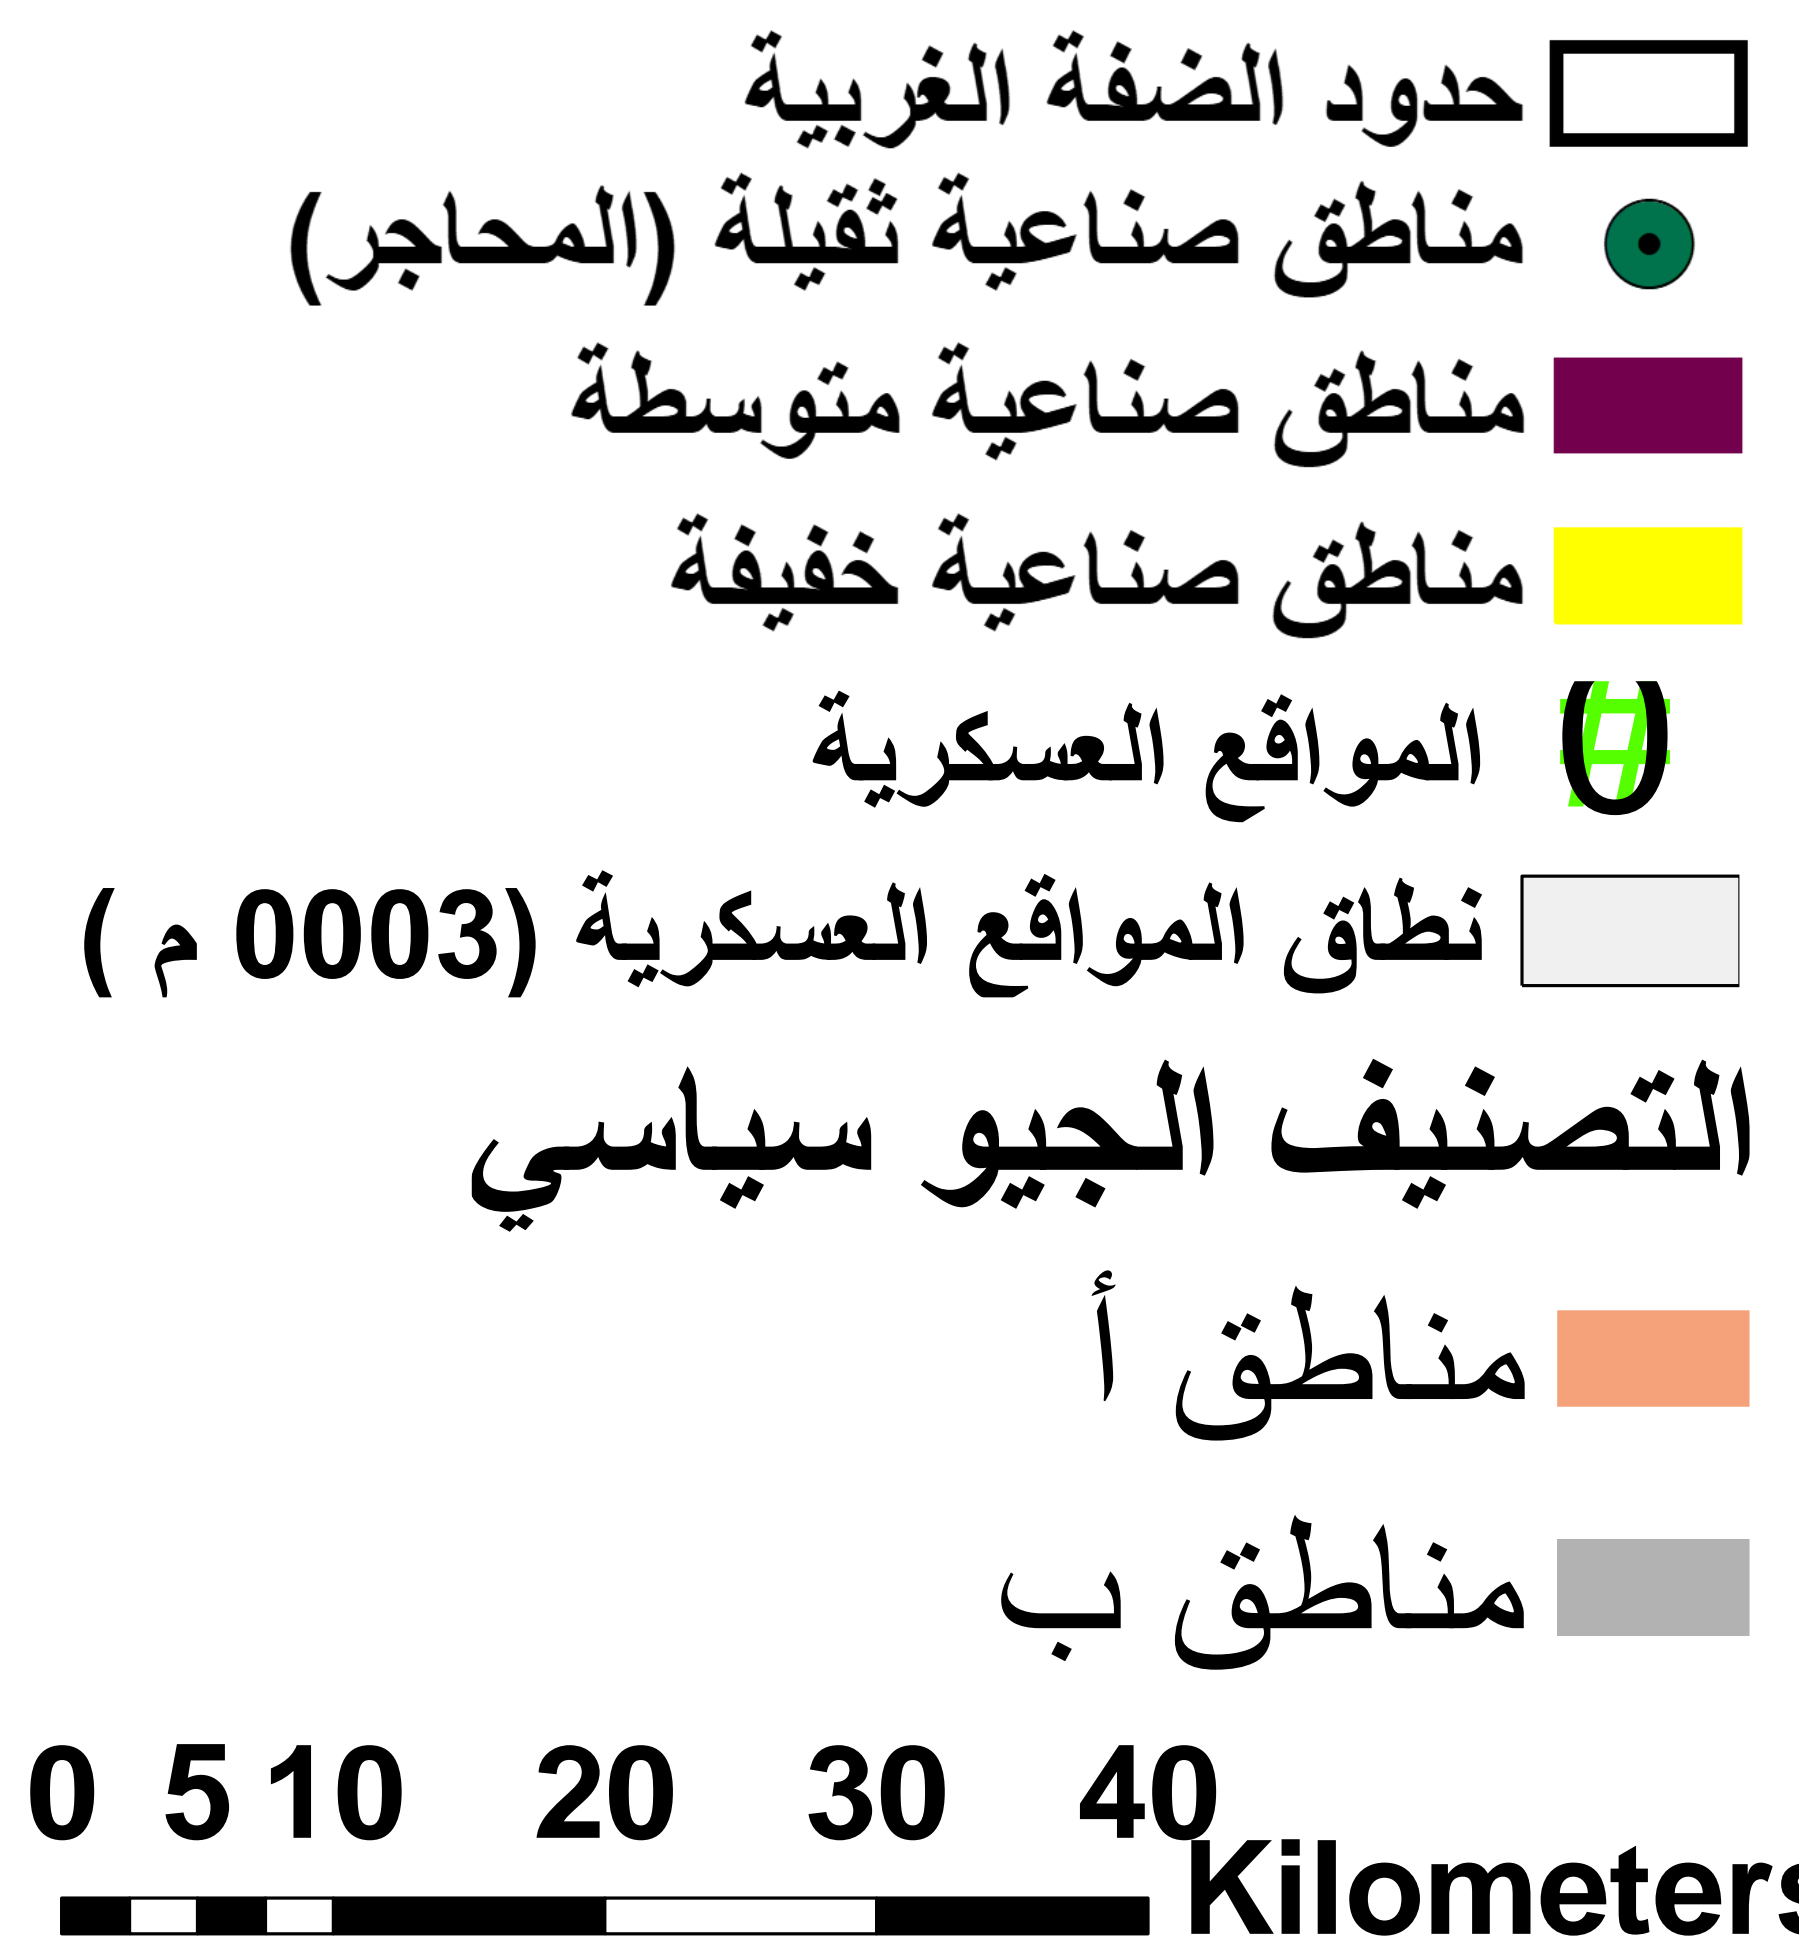 حدود الضفة الغربية
مناطق صناعية ثقيلة (المحاجر)
مناطق صناعية متوسطة
مناطق صناعية خفيفة
المواقع العسكرية
نطاق المواقع العسكرية (0003 م )
التصنيف الجيو سياسي
مناطق أ
مناطق ب
0 5 10 20 30 40
Kilometers